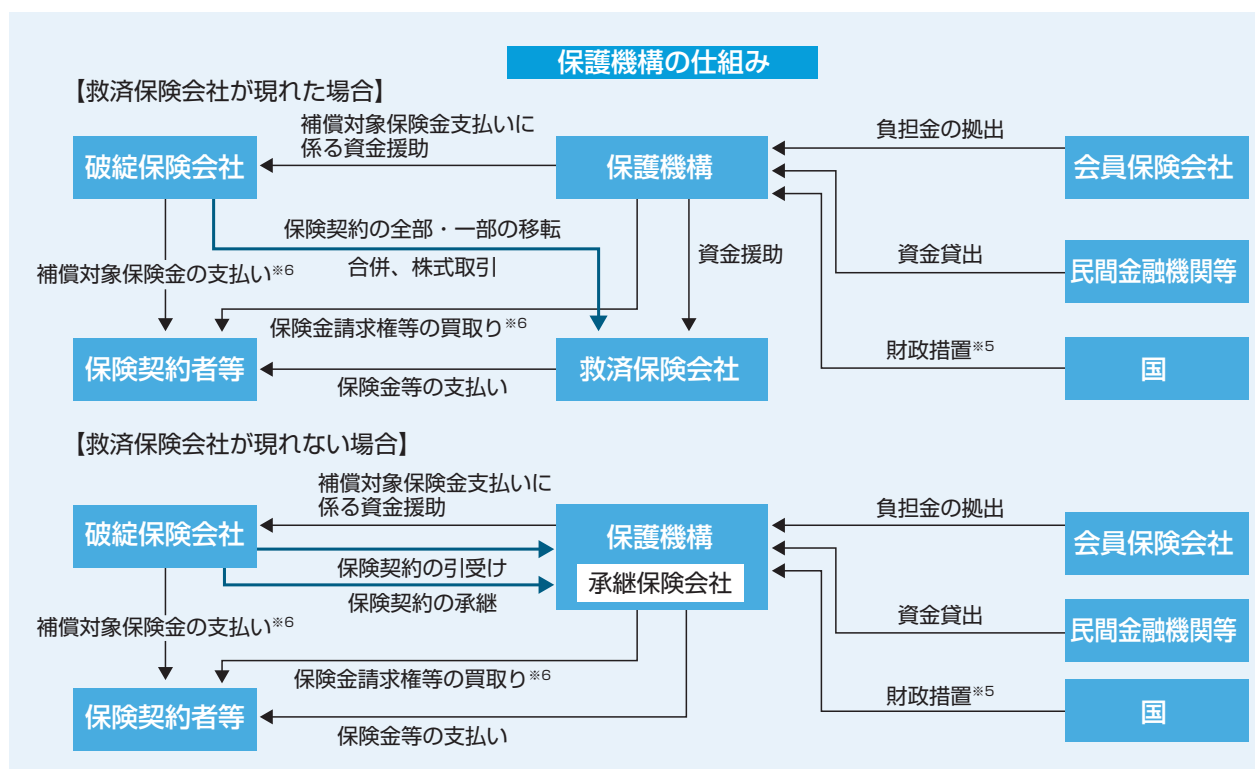 保護機構の仕組み
【救済保険会社が現れた場合】
補償対象保険金支払いに
係る資金援助
負担金の拠出
破綻保険会社
保護機構
会員保険会社
保険契約の全部・一部の移転
合併、株式取引
資金援助
資金貸出
民間金融機関等
補償対象保険金の支払い※6
保険金請求権等の買取り※6
財政措置※5
保険契約者等
救済保険会社
国
保険金等の支払い
【救済保険会社が現れない場合】
補償対象保険金支払いに
係る資金援助
負担金の拠出
破綻保険会社
保護機構
会員保険会社
保険契約の引受け
承継保険会社
保険契約の承継
資金貸出
補償対象保険金の支払い※6
民間金融機関等
保険金請求権等の買取り※6
財政措置※5
保険契約者等
国
保険金等の支払い